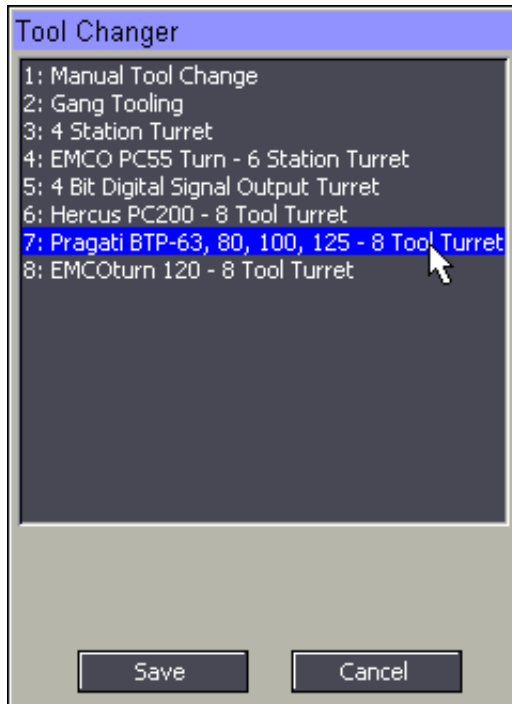 Tool Changer
1: Manual Tool Change
2: Gang Tooling
3: 4 Station Turret
4: EMCO PC55 Turn - 6 Station Turret
5: 4 Bit Digital Signal Output Turret
6: Hercus PC200 - 8 Tool Turret
7: Pragati BTP-63, 80, 100, 125 - 8 Tool Turret
8: EMCOturn 120 - 8 Tool Turret
Save Cancel